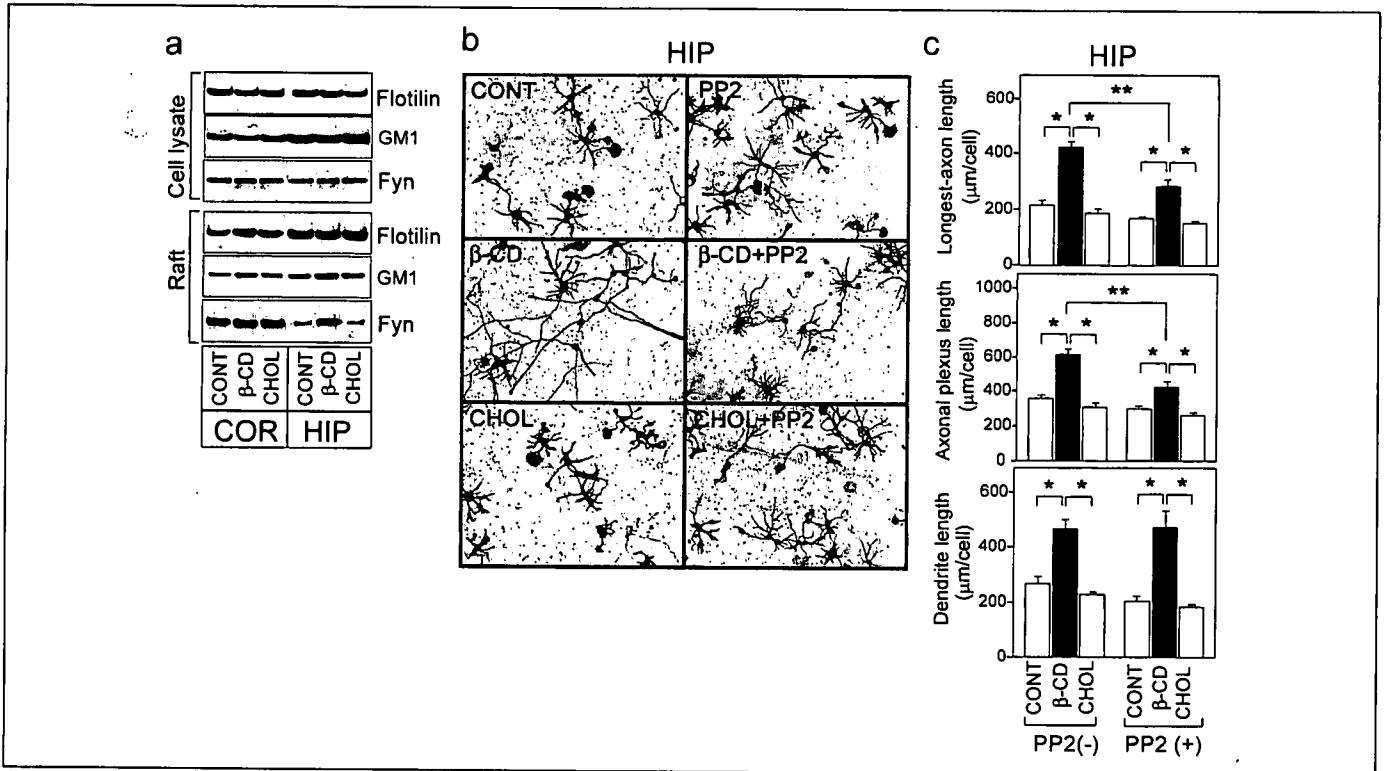 a
Cell lysate
Flotilin
GM1
Fyn
Raft
Flotilin
GM1
Fyn
CONT β-CD CHOL CONT β-CD CHOL
COR HIP
b
HIP
CONT PP2
β-CD β-CD+PP2
CHOL CHOL+PP2
c
HIP
Longest-axon length
(μm/cell)
600
400
200
0
* * ** * *
Axonal plexus length
(μm/cell)
1000
800
600
400
200
0
* * ** * *
Dendrite length
(μm/cell)
600
400
200
0
* * * *
CONT β-CD CHOL CONT β-CD CHOL
PP2(-) PP2 (+)